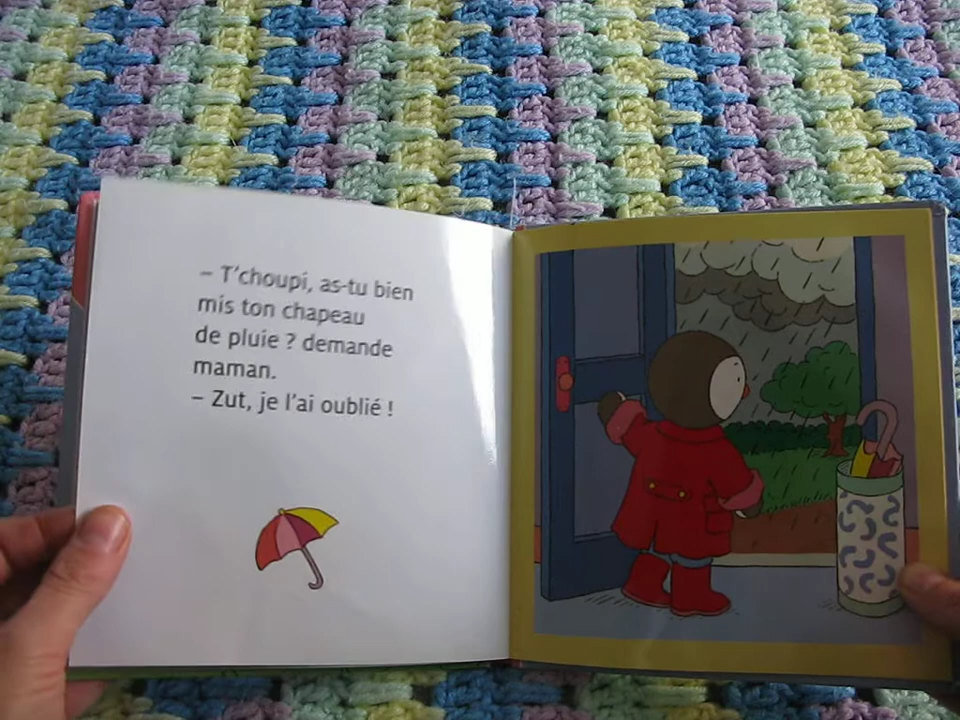 – T'choupi, as-tu bien
mis ton chapeau
de pluie ? demande
maman.
– Zut, je l'ai oublié !